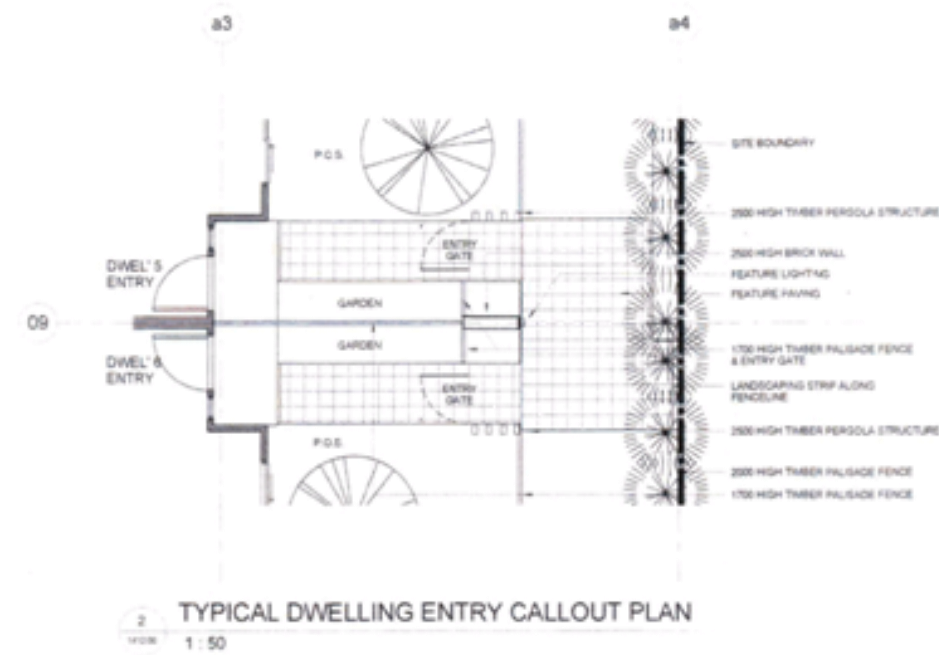 a3
a4
P.O.S.
SITE BOUNDARY
2500 HIGH TIMBER PERGOLA STRUCTURE
ENTRY
GATE
2500 HIGH BRICK WALL
DWEL' 5
ENTRY
FEATURE LIGHTING
FEATURE PAVING
GARDEN
09
GARDEN
1700 HIGH TIMBER PALISADE FENCE
& ENTRY GATE
DWEL' 6
ENTRY
ENTRY
GATE
LANDSCAPING STRIP ALONG
FENCELINE
2500 HIGH TIMBER PERGOLA STRUCTURE
P.O.S.
2000 HIGH TIMBER PALISADE FENCE
1700 HIGH TIMBER PALISADE FENCE
2
TYPICAL DWELLING ENTRY CALLOUT PLAN
1 : 50